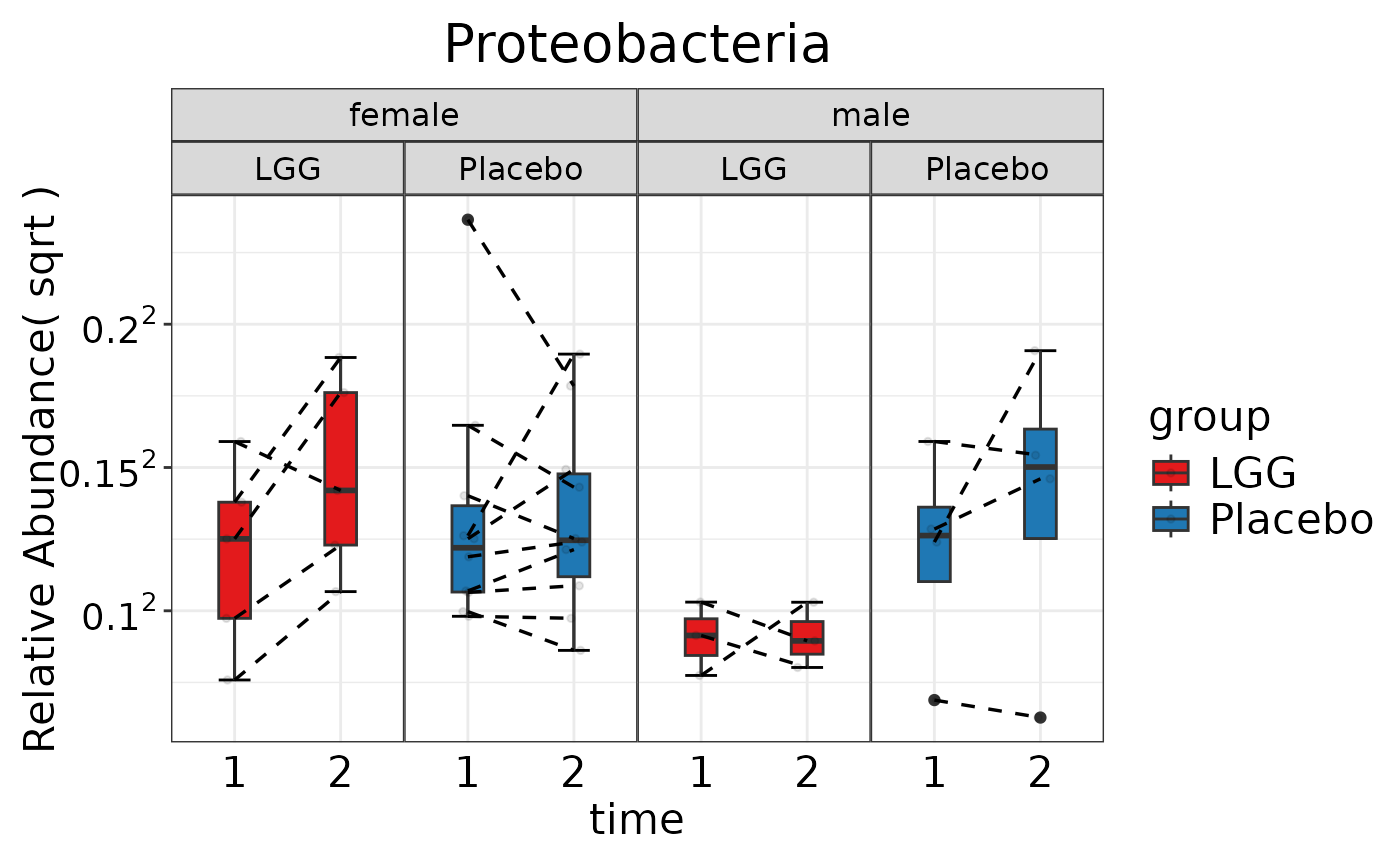 Proteobacteria
female male
LGG Placebo LGG Placebo
Relative Abundance( sqrt )
0.2²
0.15²
0.1²
1 2 1 2 1 2 1 2
time
group
LGG
Placebo